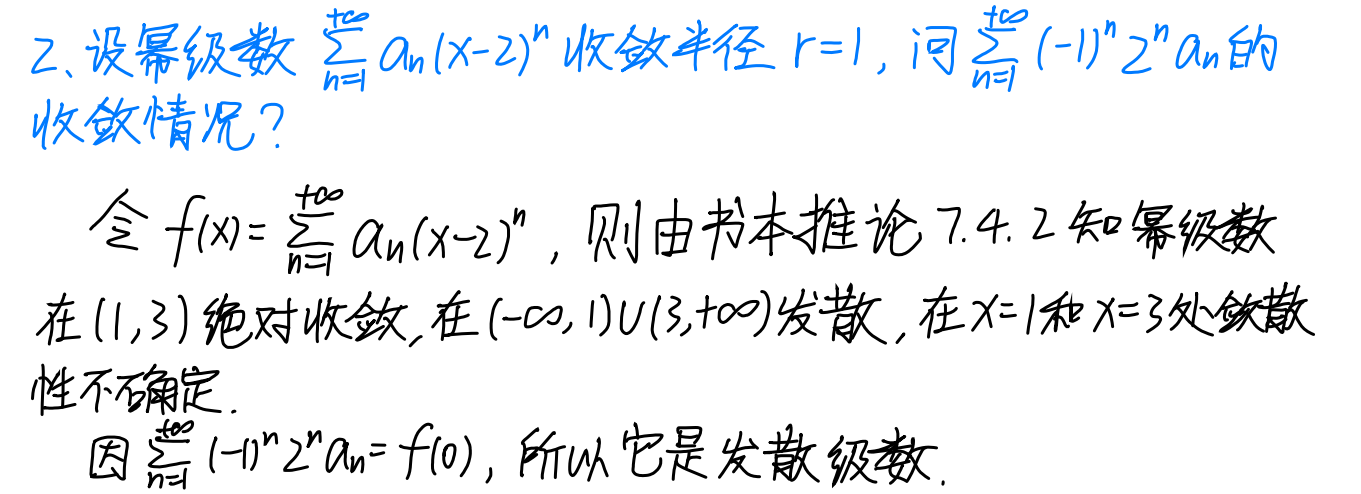 2、设幂级数 $\sum_{n=1}^{+\infty} a_n(x-2)^n$ 收敛半径 r=1, 问 $\sum_{n=1}^{+\infty} (-1)^n 2^n a_n$ 的
收敛情况?
令 $f(x)=\sum_{n=1}^{+\infty} a_n(x-2)^n$, 则由书本推论 7.4.2 知幂级数
在(1,3)绝对收敛,在(-∞,1)∪(3,+∞)发散,在x=1和x=3处敛散
性不确定.
因 $\sum_{n=1}^{+\infty} (-1)^n 2^n a_n=f(0)$, 所以它是发散级数.